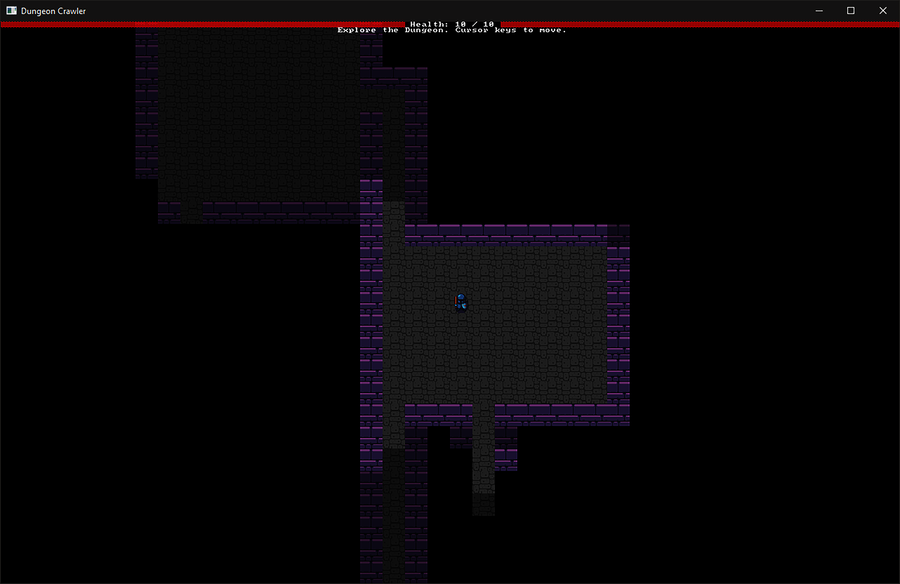 Dungeon Crawler
Health: 10 / 10
Explore the Dungeon. Cursor keys to move.